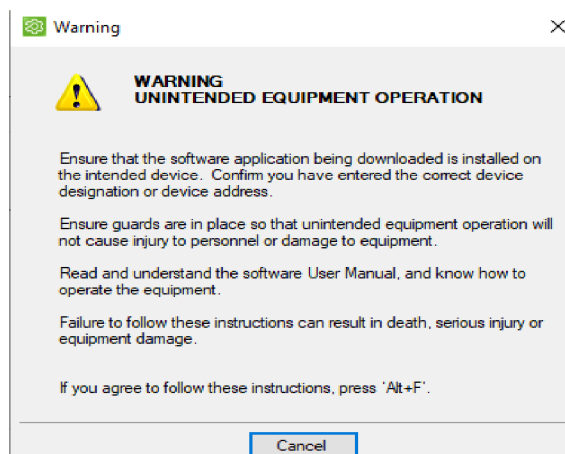 Warning
WARNING
UNINTENDED EQUIPMENT OPERATION
Ensure that the software application being downloaded is installed on
the intended device.  Confirm you have entered the correct device
designation or device address.
Ensure guards are in place so that unintended equipment operation will
not cause injury to personnel or damage to equipment.
Read and understand the software User Manual, and know how to
operate the equipment.
Failure to follow these instructions can result in death, serious injury or
equipment damage.
If you agree to follow these instructions, press 'Alt+F'.
Cancel